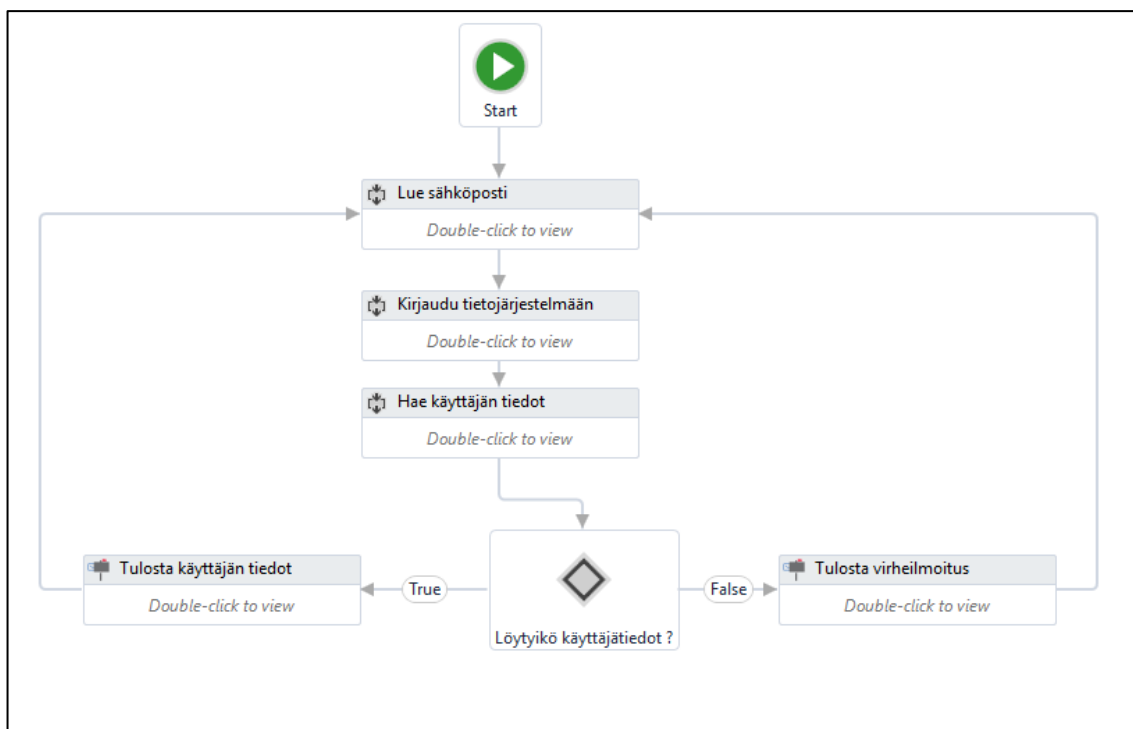 Start
Lue sähköposti
Double-click to view
Kirjaudu tietojärjestelmään
Double-click to view
Hae käyttäjän tiedot
Double-click to view
Tulosta käyttäjän tiedot
Double-click to view
True
Löytyikö käyttäjätiedot ?
False
Tulosta virheilmoitus
Double-click to view